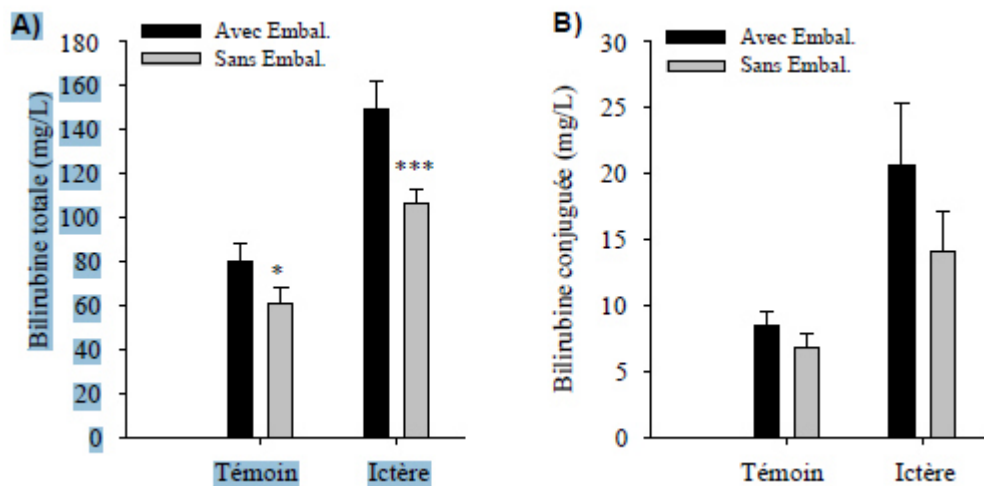 A)
Avec Embal.
Sans Embal.
Bilirubine totale (mg/L)
180
160
140
120
100
80
60
40
20
0
*
***
Témoin
Ictère
B)
Avec Embal.
Sans Embal.
Bilirubine conjuguée (mg/L)
30
25
20
15
10
5
0
Témoin
Ictère